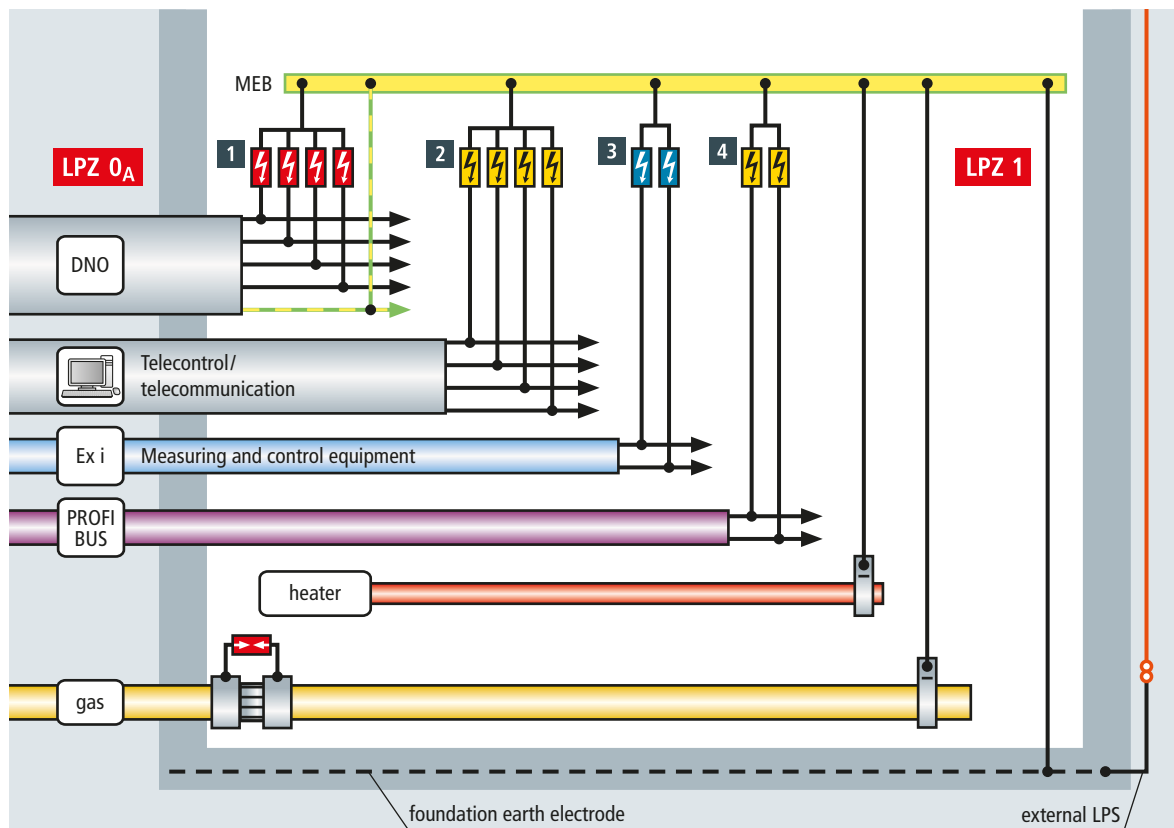 MEB
1
2
3
4
LPZ 0A
LPZ 1
DNO
Telecontrol/
telecommunication
Ex i
Measuring and control equipment
PROFI
BUS
heater
gas
foundation earth electrode
external LPS